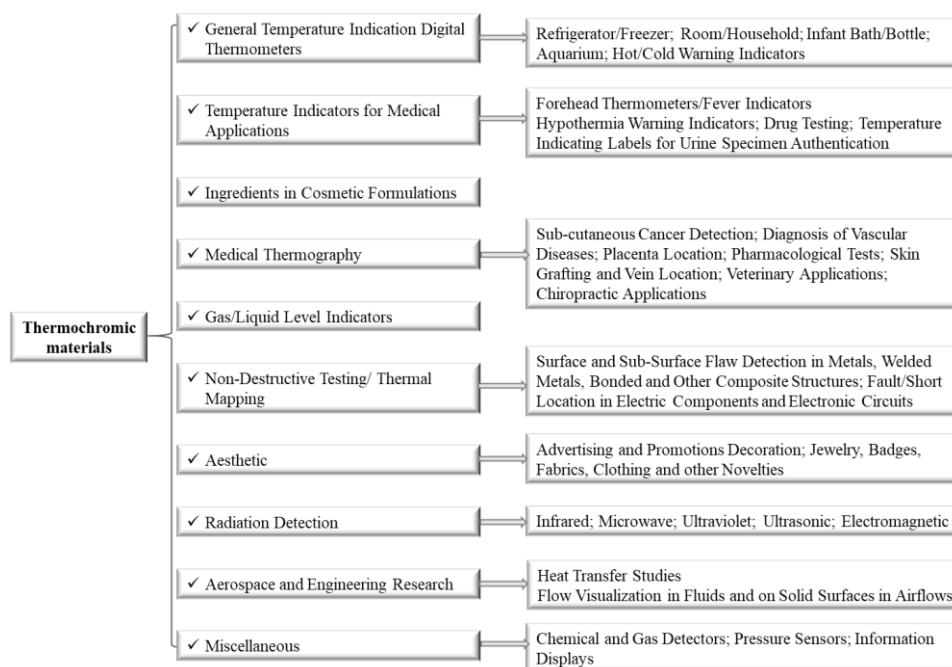 Thermochromic
materials
✓ General Temperature Indication Digital
Thermometers
Refrigerator/Freezer; Room/Household; Infant Bath/Bottle;
Aquarium; Hot/Cold Warning Indicators
✓ Temperature Indicators for Medical
Applications
Forehead Thermometers/Fever Indicators
Hypothermia Warning Indicators; Drug Testing; Temperature
Indicating Labels for Urine Specimen Authentication
✓ Ingredients in Cosmetic Formulations
✓ Medical Thermography
Sub-cutaneous Cancer Detection; Diagnosis of Vascular
Diseases; Placenta Location; Pharmacological Tests; Skin
Grafting and Vein Location; Veterinary Applications;
Chiropractic Applications
✓ Gas/Liquid Level Indicators
✓ Non-Destructive Testing/ Thermal
Mapping
Surface and Sub-Surface Flaw Detection in Metals, Welded
Metals, Bonded and Other Composite Structures; Fault/Short
Location in Electric Components and Electronic Circuits
✓ Aesthetic
Advertising and Promotions Decoration; Jewelry, Badges,
Fabrics, Clothing and other Novelties
✓ Radiation Detection
Infrared; Microwave; Ultraviolet; Ultrasonic; Electromagnetic
✓ Aerospace and Engineering Research
Heat Transfer Studies
Flow Visualization in Fluids and on Solid Surfaces in Airflows
✓ Miscellaneous
Chemical and Gas Detectors; Pressure Sensors; Information
Displays